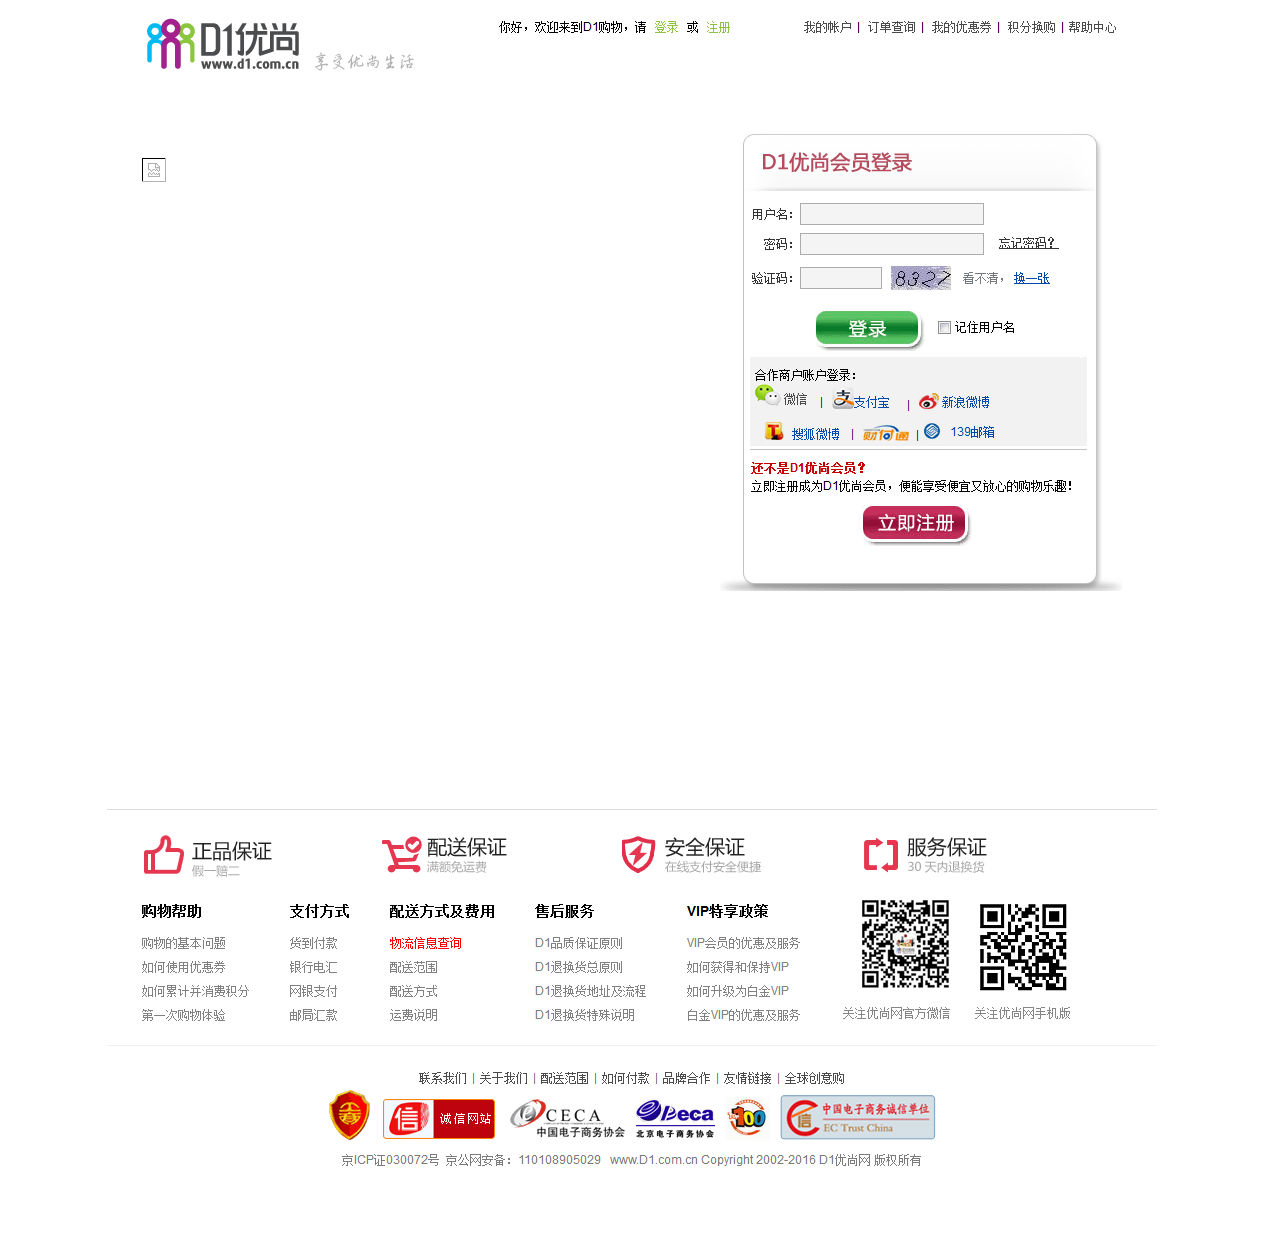 D1优尚
www.d1.com.cn
享受优尚生活
你好，欢迎来到D1购物，请 登录 或 注册
我的帐户 | 订单查询 | 我的优惠券 | 积分换购 | 帮助中心
D1优尚会员登录
用户名：
密码： 忘记密码？
验证码： 8327 看不清， 换一张
登录 记住用户名
合作商户账户登录：
微信 | 支付宝 | 新浪微博
搜狐微博 | 财付通 | 139邮箱
还不是D1优尚会员？
立即注册成为D1优尚会员，便能享受便宜又放心的购物乐趣！
立即注册
正品保证
假一赔二
配送保证
满额免运费
安全保证
在线支付安全便捷
服务保证
30 天内退换货
购物帮助 支付方式 配送方式及费用 售后服务 VIP特享政策
购物的基本问题 货到付款 物流信息查询 D1品质保证原则 VIP会员的优惠及服务
如何使用优惠券 银行电汇 配送范围 D1退换货总原则 如何获得和保持VIP
如何累计并消费积分 网银支付 配送方式 D1退换货地址及流程 如何升级为白金VIP
第一次购物体验 邮局汇款 运费说明 D1退换货特殊说明 白金VIP的优惠及服务
关注优尚网官方微信 关注优尚网手机版
联系我们 | 关于我们 | 配送范围 | 如何付款 | 品牌合作 | 友情链接 | 全球创意购
信 诚信网站
CECA
中国电子商务协会
Beca
北京电子商务协会
100
信 中国电子商务诚信单位
EC Trust China
京ICP证030072号 京公网安备：110108905029 www.D1.com.cn Copyright 2002-2016 D1优尚网 版权所有